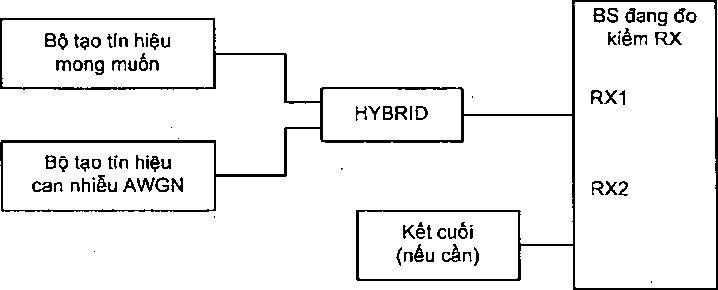 Bộ tạo tín hiệu
mong muốn
BS đang đo
kiểm RX
RX1
HYBRID
Bộ tạo tín hiệu
can nhiễu AWGN
RX2
Kết cuối
(nếu cần)